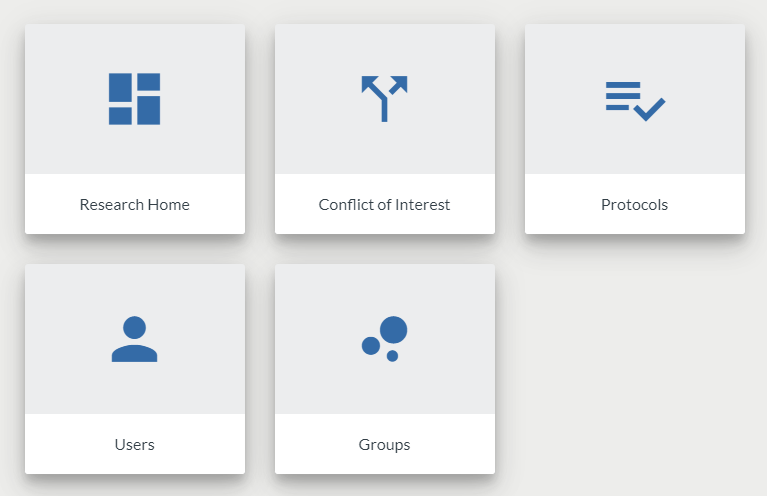 Research Home
Conflict of Interest
Protocols
Users
Groups